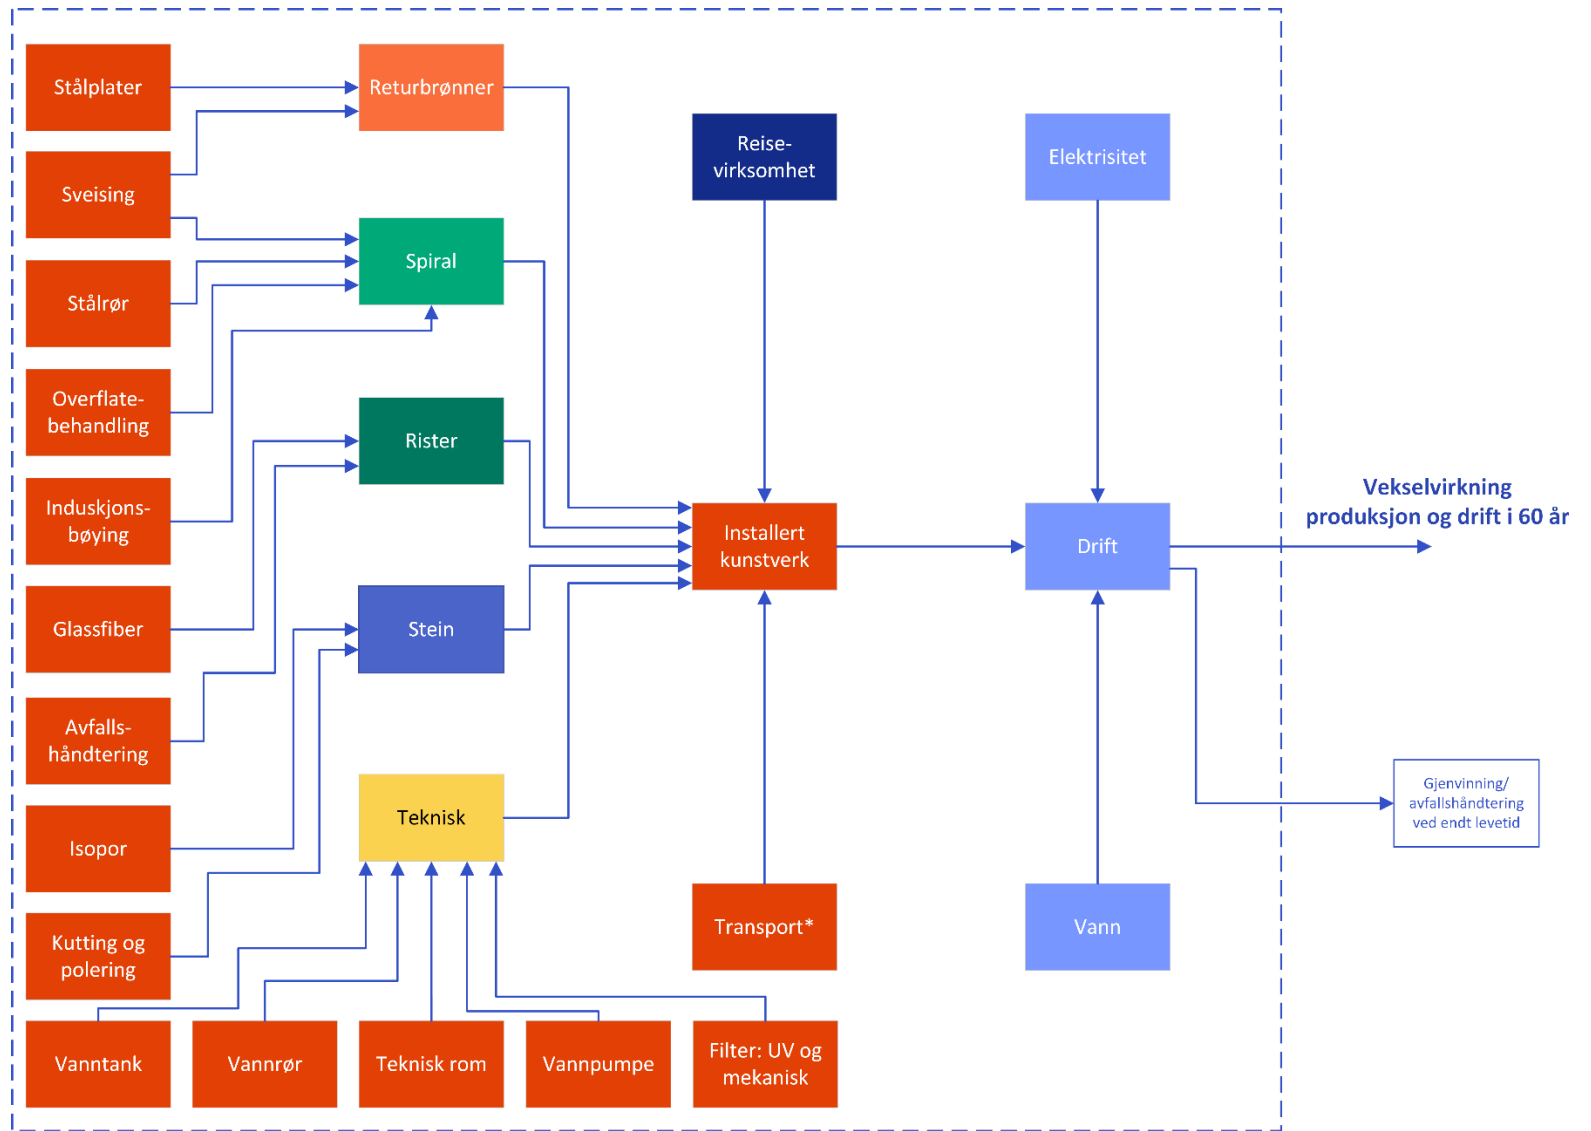 Stålplater
Returbrønner
Reise-
virksomhet
Elektrisitet
Sveising
Spiral
Stålrør
Overflate-
behandling
Rister
Induskjons-
bøying
Installert
kunstverk
Drift
Vekselvirkning
produksjon og drift i 60 år
Glassfiber
Stein
Avfalls-
håndtering
Teknisk
Gjenvinning/
avfallshåndtering
ved endt levetid
Isopor
Kutting og
polering
Transport*
Vann
Vanntank
Vannrør
Teknisk rom
Vannpumpe
Filter: UV og
mekanisk